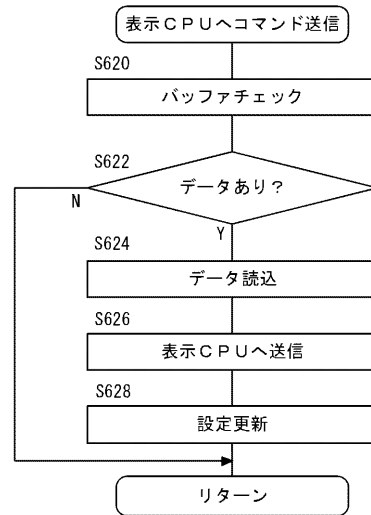 表示ＣＰＵへコマンド送信
S620
バッファチェック
S622
データあり？
N
Y
S624
データ読込
S626
表示ＣＰＵへ送信
S628
設定更新
リターン